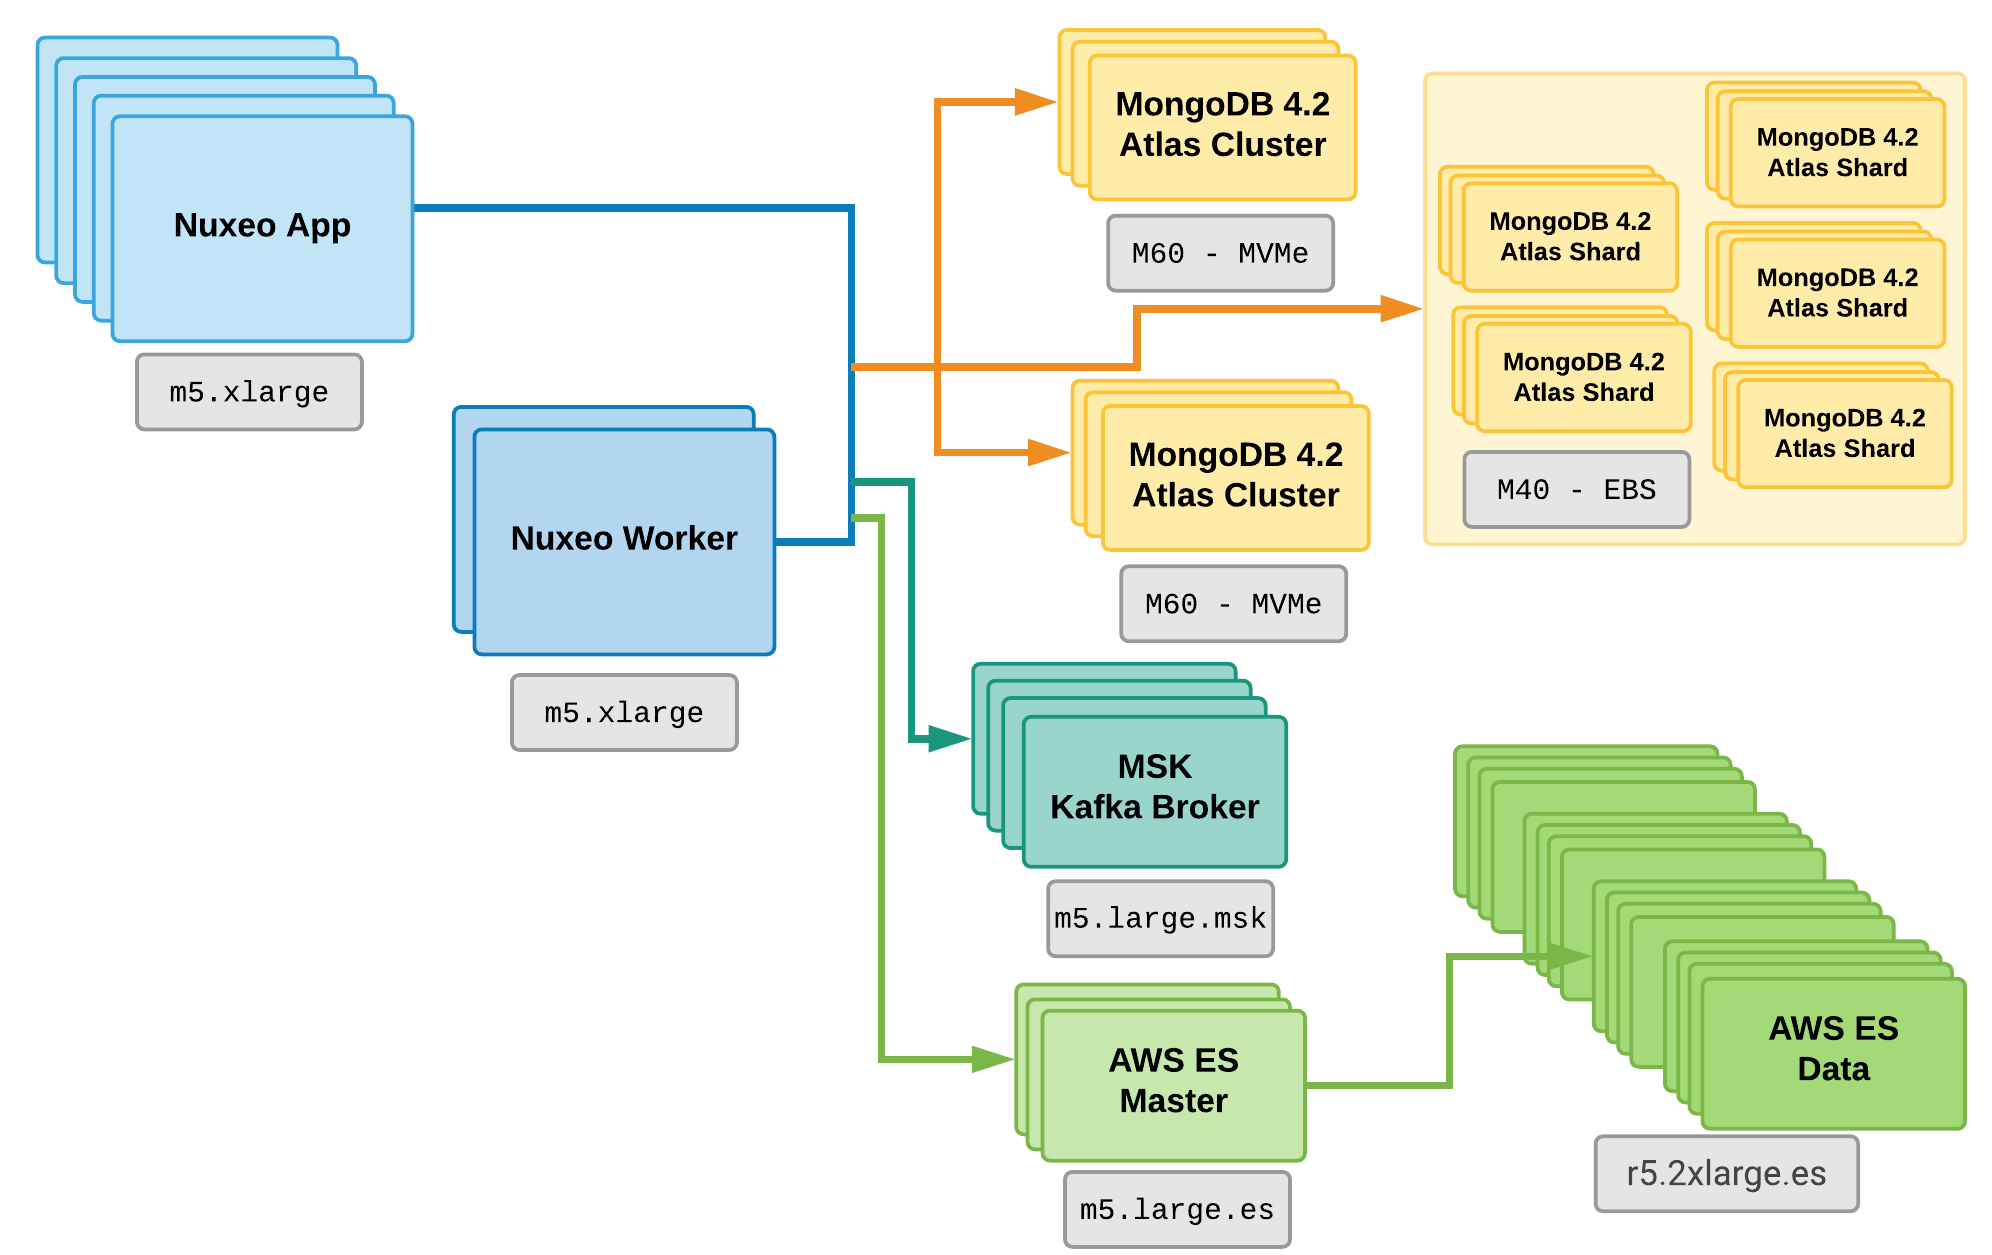 Nuxeo App
m5.xlarge
Nuxeo Worker
m5.xlarge
MongoDB 4.2
Atlas Cluster
M60 - MVMe
MongoDB 4.2
Atlas Cluster
M60 - MVMe
MongoDB 4.2
Atlas Shard
MongoDB 4.2
Atlas Shard
MongoDB 4.2
Atlas Shard
MongoDB 4.2
Atlas Shard
MongoDB 4.2
Atlas Shard
M40 - EBS
MSK
Kafka Broker
m5.large.msk
AWS ES
Master
m5.large.es
AWS ES
Data
r5.2xlarge.es